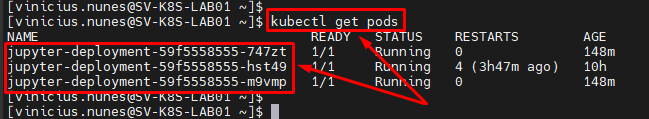 [vinicius.nunes@SV-K8S-LAB01 ~]$
[vinicius.nunes@SV-K8S-LAB01 ~]$ kubectl get pods
NAME READY STATUS RESTARTS AGE
jupyter-deployment-59f5558555-747zt 1/1 Running 0 148m
jupyter-deployment-59f5558555-hst49 1/1 Running 4 (3h47m ago) 10h
jupyter-deployment-59f5558555-m9vmp 1/1 Running 0 148m
[vinicius.nunes@SV-K8S-LAB01 ~]$
[vinicius.nunes@SV-K8S-LAB01 ~]$